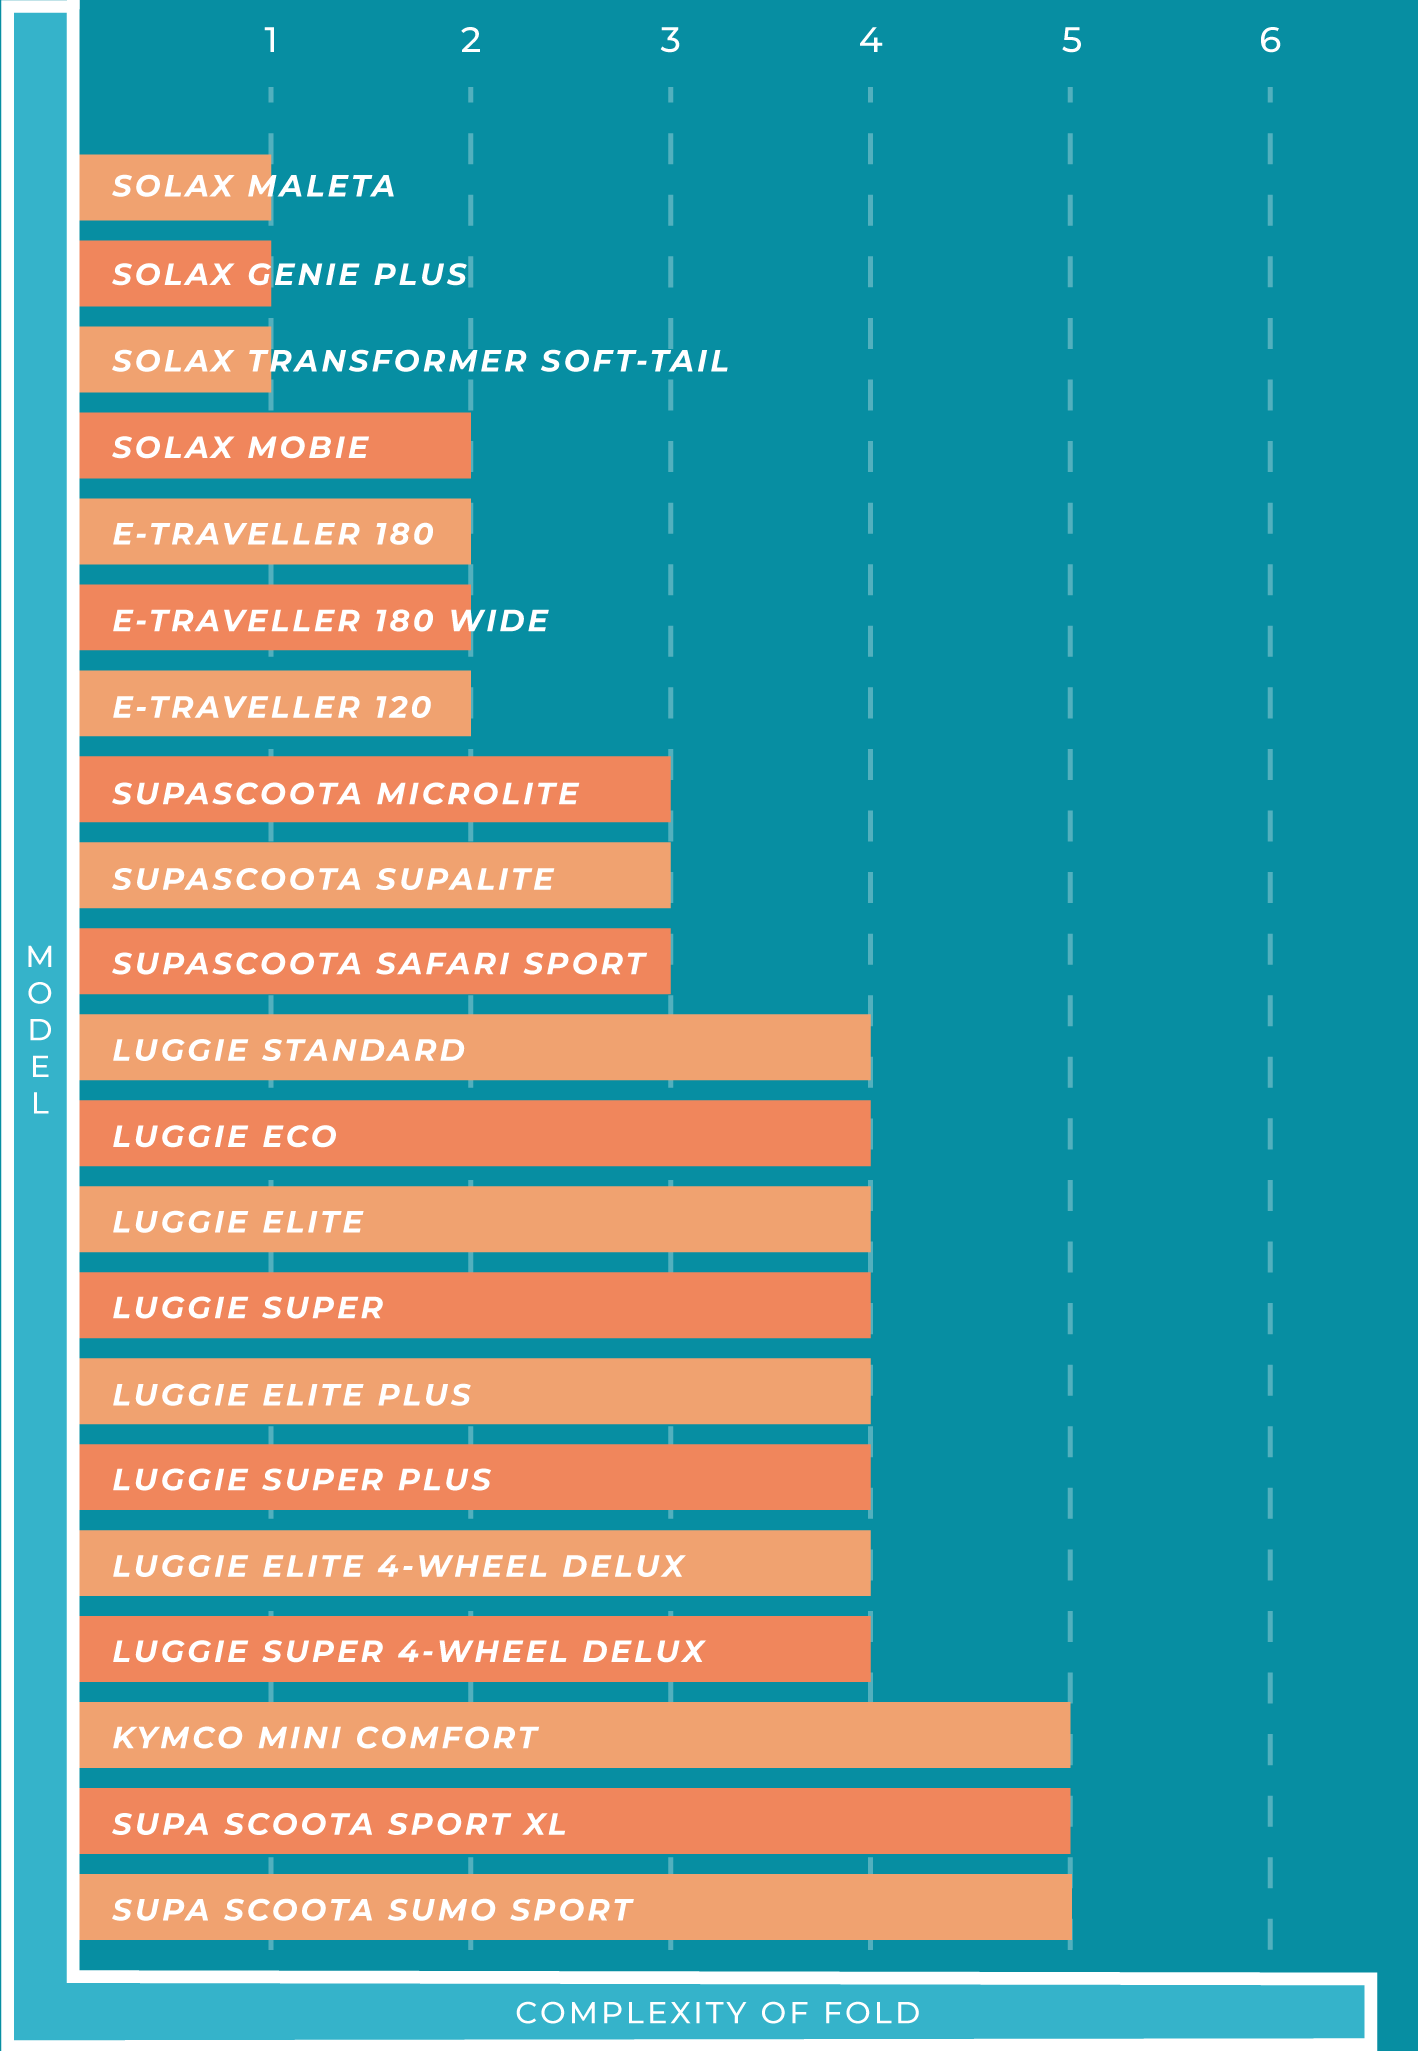 1 2 3 4 5 6
SOLAX MALETA
SOLAX GENIE PLUS
SOLAX TRANSFORMER SOFT-TAIL
SOLAX MOBIE
E-TRAVELLER 180
E-TRAVELLER 180 WIDE
E-TRAVELLER 120
SUPASCOOTA MICROLITE
SUPASCOOTA SUPALITE
SUPASCOOTA SAFARI SPORT
LUGGIE STANDARD
LUGGIE ECO
LUGGIE ELITE
LUGGIE SUPER
LUGGIE ELITE PLUS
LUGGIE SUPER PLUS
LUGGIE ELITE 4-WHEEL DELUX
LUGGIE SUPER 4-WHEEL DELUX
KYMCO MINI COMFORT
SUPA SCOOTA SPORT XL
SUPA SCOOTA SUMO SPORT
MODEL
COMPLEXITY OF FOLD